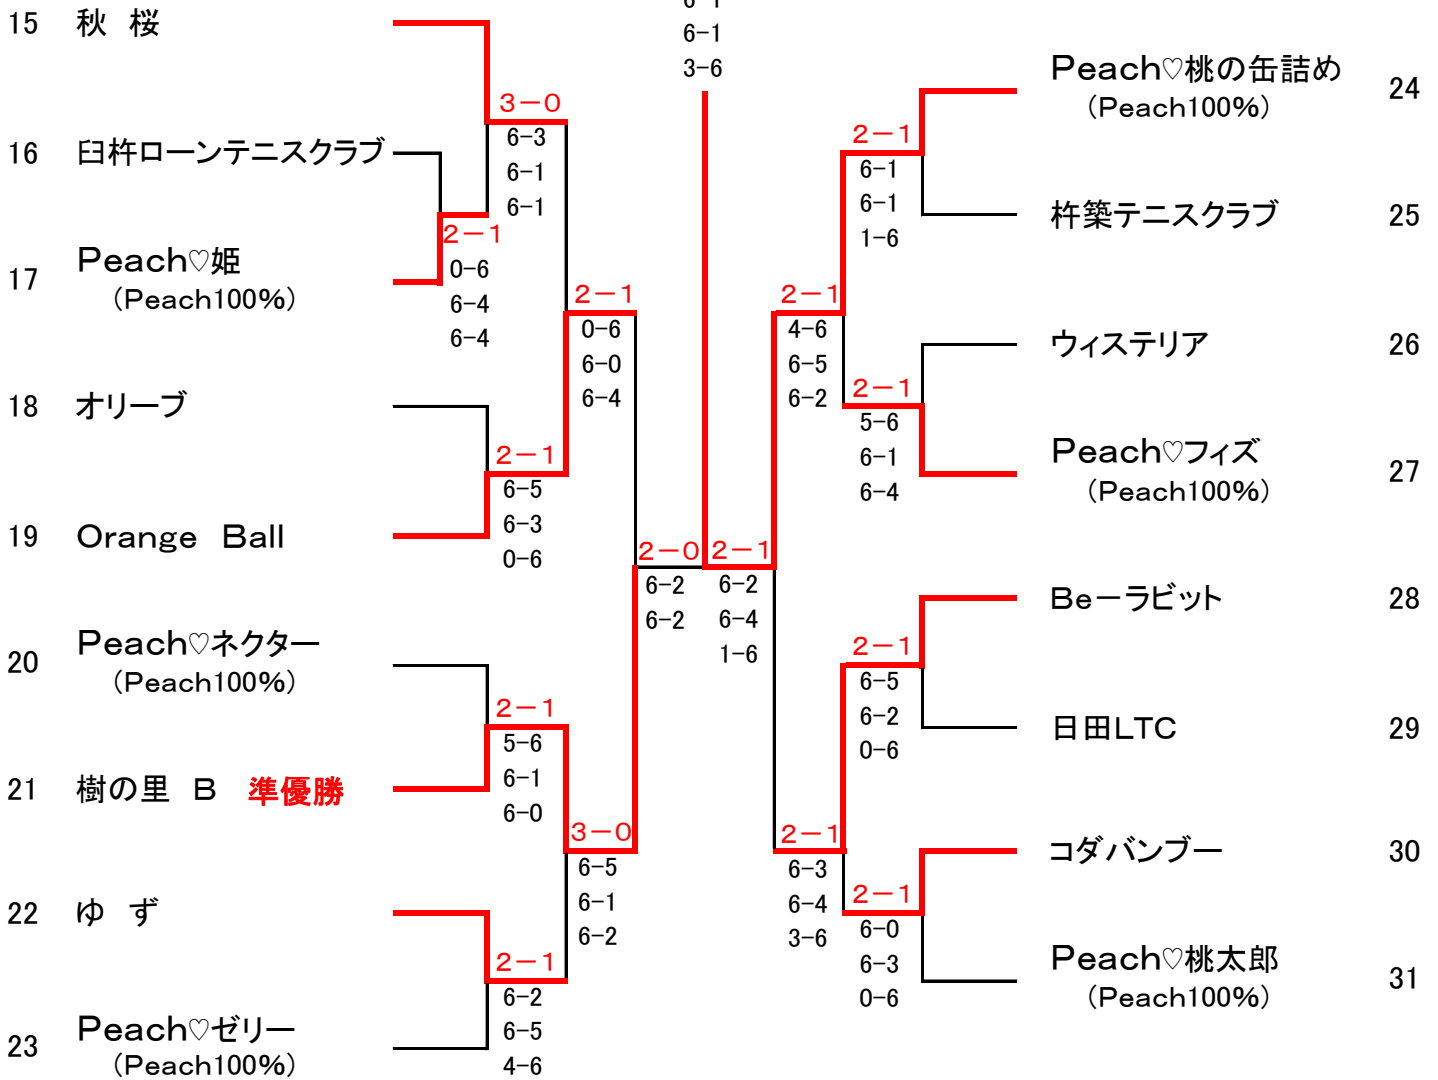 15 秋 桜
3－0
6-3
6-1
6-1
16 臼杵ローンテニスクラブ
2－1
0-6
6-4
6-4
17 Peach♡姫
(Peach100%)
2－1
0-6
6-0
6-4
18 オリーブ
2－1
6-5
6-3
0-6
19 Orange Ball
2－0
6-2
6-2
20 Peach♡ネクター
(Peach100%)
2－1
5-6
6-1
6-0
21 樹の里 B 準優勝
3－0
6-5
6-1
6-2
22 ゆ ず
2－1
6-2
6-5
4-6
23 Peach♡ゼリー
(Peach100%)
6-1
3-6
Peach♡桃の缶詰め 24
(Peach100%)
2－1
6-1
6-1
1-6
杵築テニスクラブ 25
2－1
4-6
6-5
6-2
ウィステリア 26
2－1
5-6
6-1
6-4
Peach♡フィズ 27
(Peach100%)
2－1
6-2
6-4
1-6
Be－ラビット 28
2－1
6-5
6-2
0-6
日田LTC 29
2－1
6-3
6-4
3-6
コダバンブー 30
2－1
6-0
6-3
0-6
Peach♡桃太郎 31
(Peach100%)